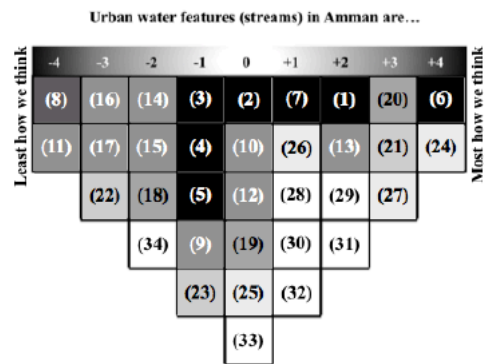 Urban water features (streams) in Amman are…
Least how we think
Most how we think
-4 -3 -2 -1 0 +1 +2 +3 +4
(8) (16) (14) (3) (2) (7) (1) (20) (6)
(11) (17) (15) (4) (10) (26) (13) (21) (24)
(22) (18) (5) (12) (28) (29) (27)
(34) (9) (19) (30) (31)
(23) (25) (32)
(33)